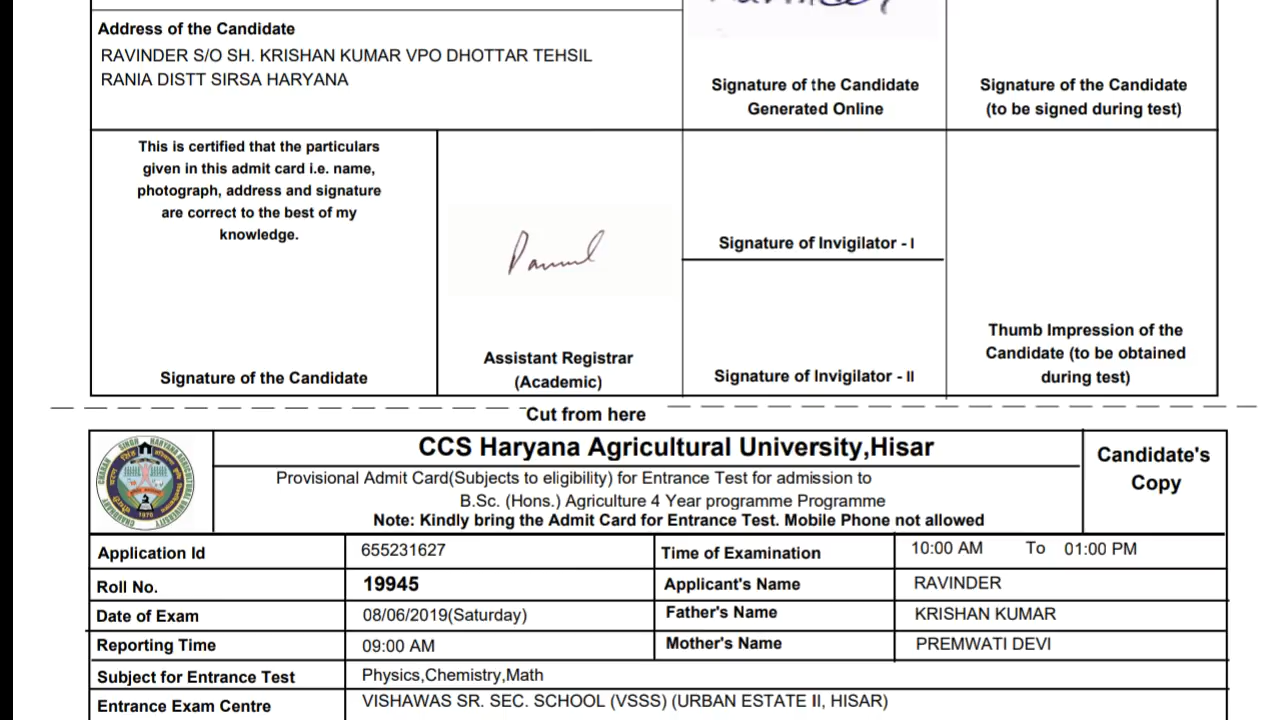 Address of the Candidate
RAVINDER S/O SH. KRISHAN KUMAR VPO DHOTTAR TEHSIL
RANIA DISTT SIRSA HARYANA
Signature of the Candidate
Generated Online
Signature of the Candidate
(to be signed during test)
This is certified that the particulars
given in this admit card i.e. name,
photograph, address and signature
are correct to the best of my
knowledge.
Signature of the Candidate
Assistant Registrar
(Academic)
Signature of Invigilator - I
Signature of Invigilator - II
Thumb Impression of the
Candidate (to be obtained
during test)
Cut from here
CCS Haryana Agricultural University,Hisar
Provisional Admit Card(Subjects to eligibility) for Entrance Test for admission to
B.Sc. (Hons.) Agriculture 4 Year programme Programme
Note: Kindly bring the Admit Card for Entrance Test. Mobile Phone not allowed
Candidate's
Copy
Application Id 655231627 Time of Examination 10:00 AM To 01:00 PM
Roll No. 19945 Applicant's Name RAVINDER
Date of Exam 08/06/2019(Saturday) Father's Name KRISHAN KUMAR
Reporting Time 09:00 AM Mother's Name PREMWATI DEVI
Subject for Entrance Test Physics,Chemistry,Math
Entrance Exam Centre VISHAWAS SR. SEC. SCHOOL (VSSS) (URBAN ESTATE II, HISAR)